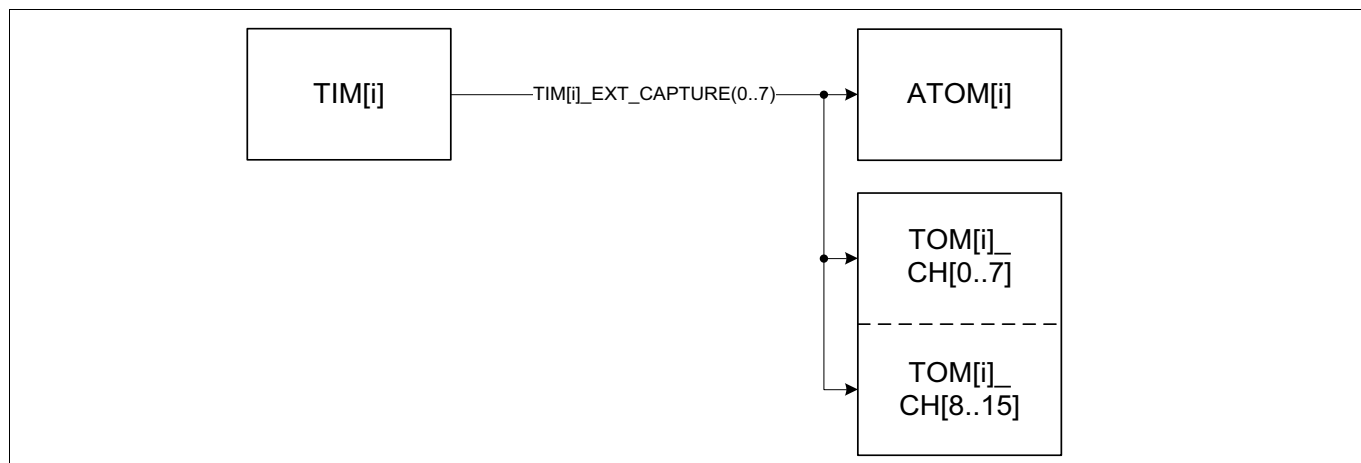 TIM[i]
TIM[i]_EXT_CAPTURE(0..7)
ATOM[i]
TOM[i]_
CH[0..7]
TOM[i]_
CH[8..15]